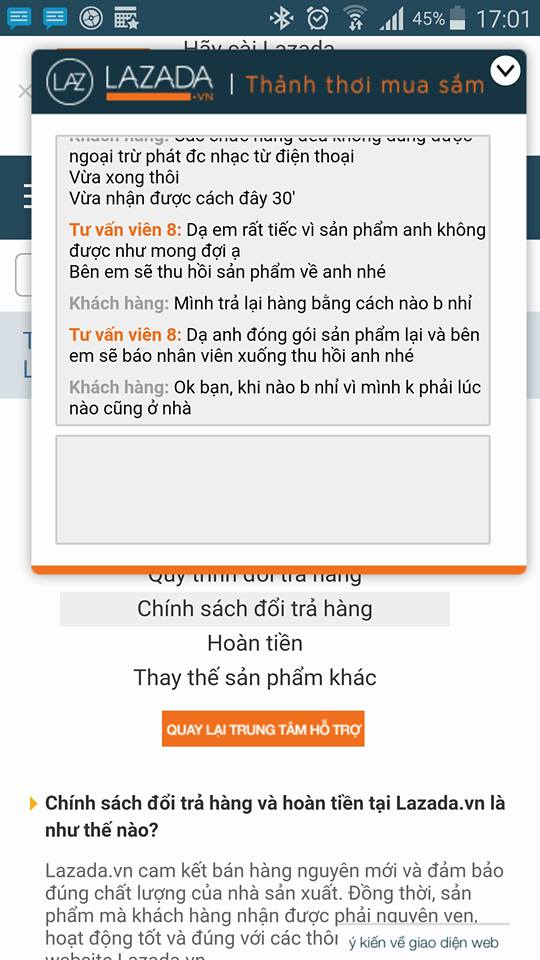 45% 17:01
Hãy cài Lazada
LAZ LAZADA .VN | Thảnh thơi mua sắm
Khách hàng: Các chức năng đều không dùng được
ngoại trừ phát đc nhạc từ điện thoại
Vừa xong thôi
Vừa nhận được cách đây 30'
Tư vấn viên 8: Dạ em rất tiếc vì sản phẩm anh không
được như mong đợi ạ
Bên em sẽ thu hồi sản phẩm về anh nhé
Khách hàng: Mình trả lại hàng bằng cách nào b nhỉ
Tư vấn viên 8: Dạ anh đóng gói sản phẩm lại và bên
em sẽ báo nhân viên xuống thu hồi anh nhé
Khách hàng: Ok bạn, khi nào b nhỉ vì mình k phải lúc
nào cũng ở nhà
Quy trình đổi trả hàng
Chính sách đổi trả hàng
Hoàn tiền
Thay thế sản phẩm khác
QUAY LẠI TRUNG TÂM HỖ TRỢ
Chính sách đổi trả hàng và hoàn tiền tại Lazada.vn là
như thế nào?
Lazada.vn cam kết bán hàng nguyên mới và đảm bảo
đúng chất lượng của nhà sản xuất. Đồng thời, sản
phẩm mà khách hàng nhận được phải nguyên vẹn,
hoạt động tốt và đúng với các
ý kiến về giao diện web
website Lazada.vn